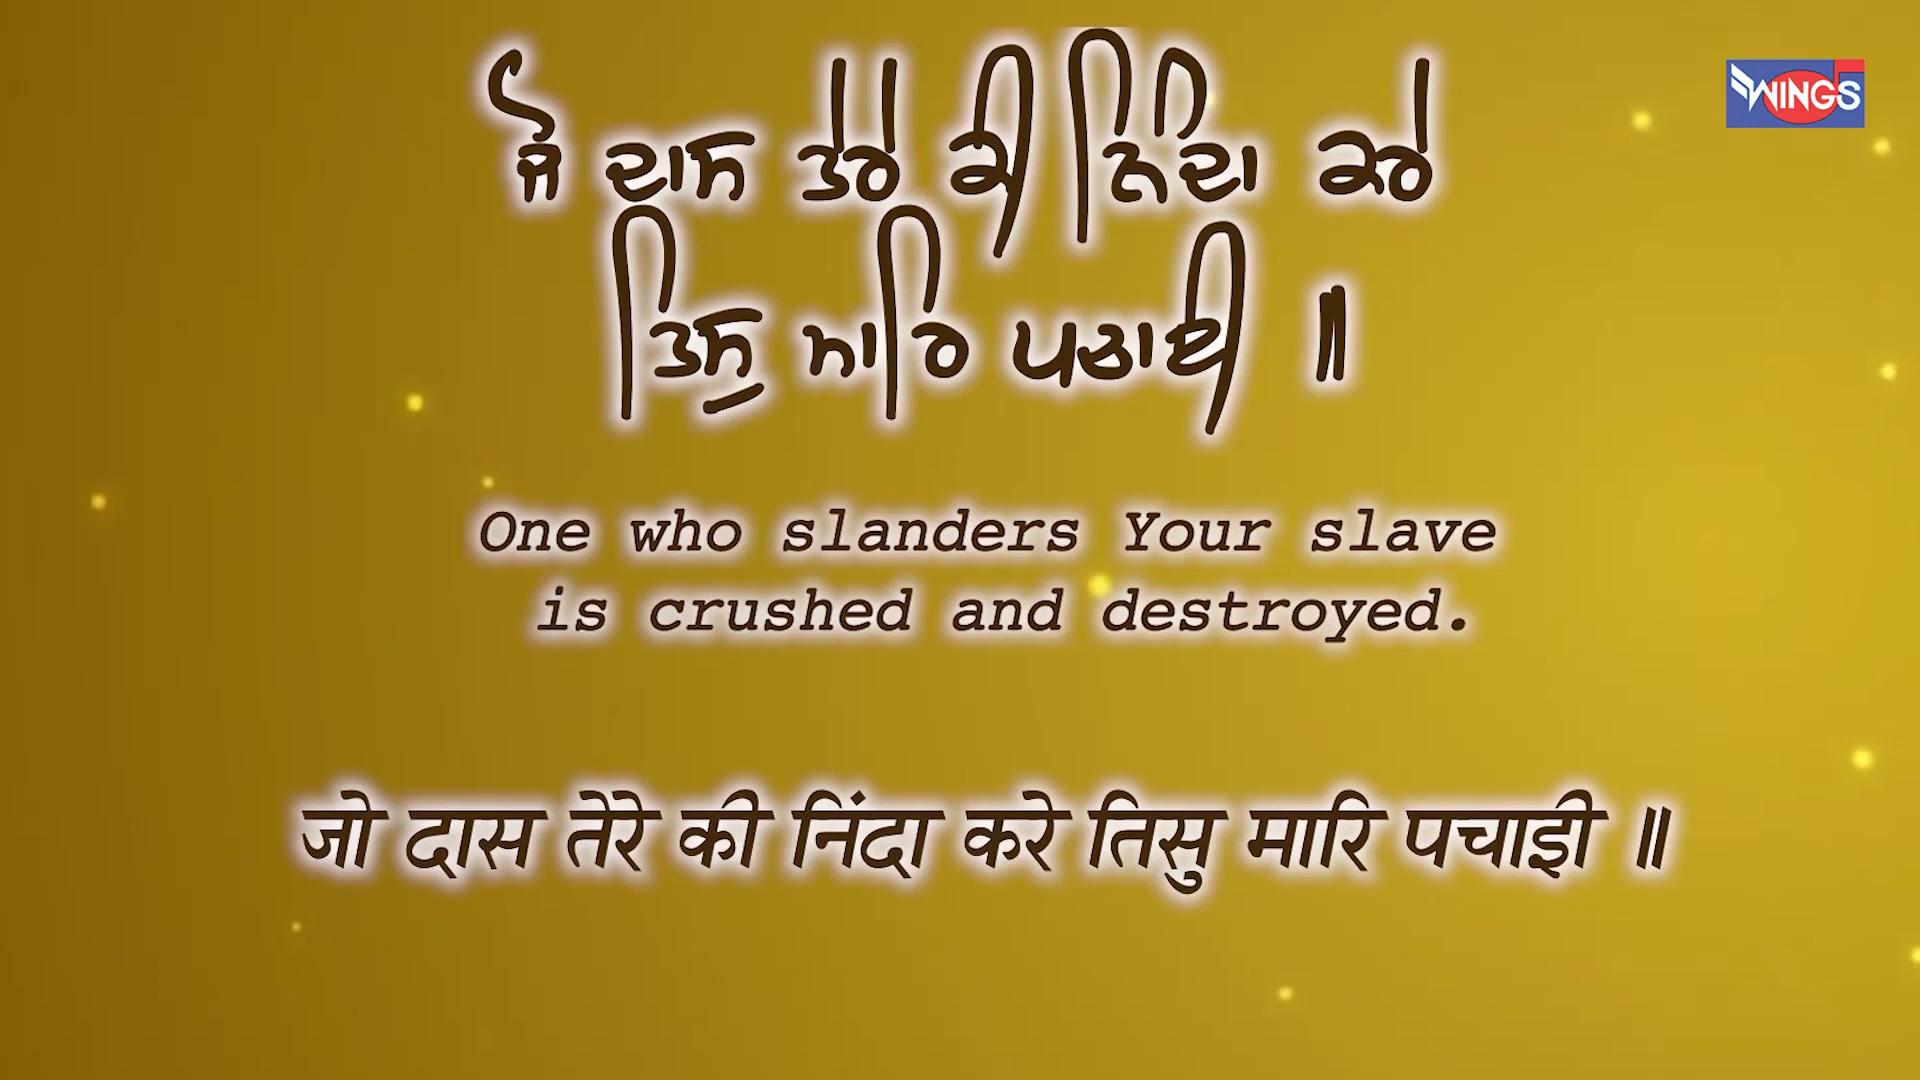 WINGS
ਜੋ ਦਾਸ ਤੇਰੇ ਕੀ ਨਿੰਦਾ ਕਰੇ
ਤਿਸੁ ਮਾਰਿ ਪਚਾਈ ॥
One who slanders Your slave
is crushed and destroyed.
जो दास तेरे की निंदा करे तिसु मारि पचाई ॥